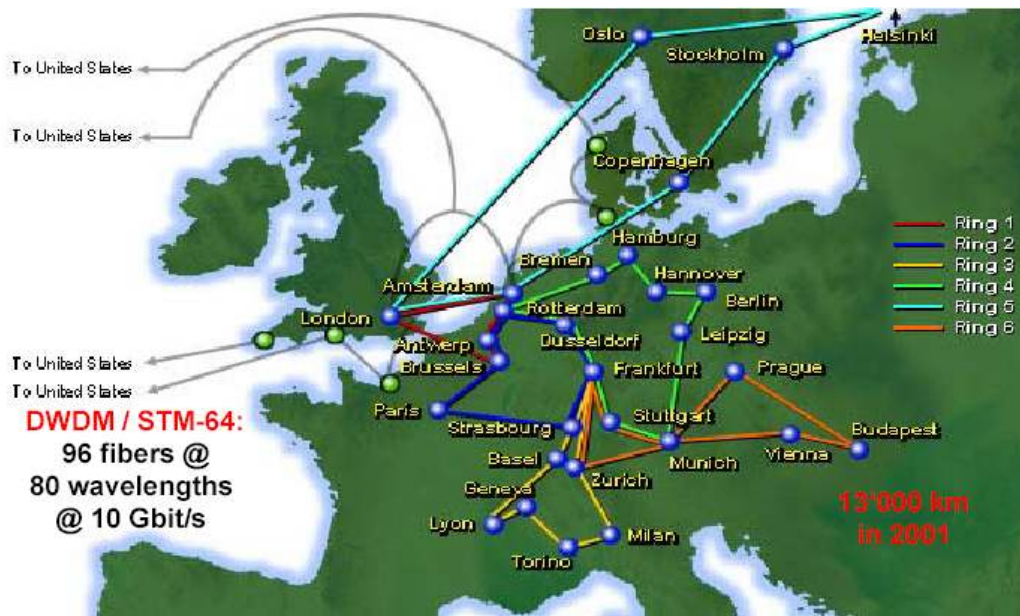 Oslo
Helsinki
Stockholm
To United States
To United States
Copenhagen
Ring 1
Ring 2
Ring 3
Ring 4
Ring 5
Ring 6
Hamburg
Bremen
Hannover
Amsterdam
Berlin
Rotterdam
London
Leipzig
Antwerp
Dusseldorf
Brussels
To United States
Frankfurt
Prague
To United States
Paris
Stuttgart
DWDM / STM-64:
Strasbourg
Budapest
96 fibers @
Vienna
Basel
Munich
80 wavelengths
Zurich
Geneva
@ 10 Gbit/s
13'000 km
Lyon
Milan
in 2001
Torino